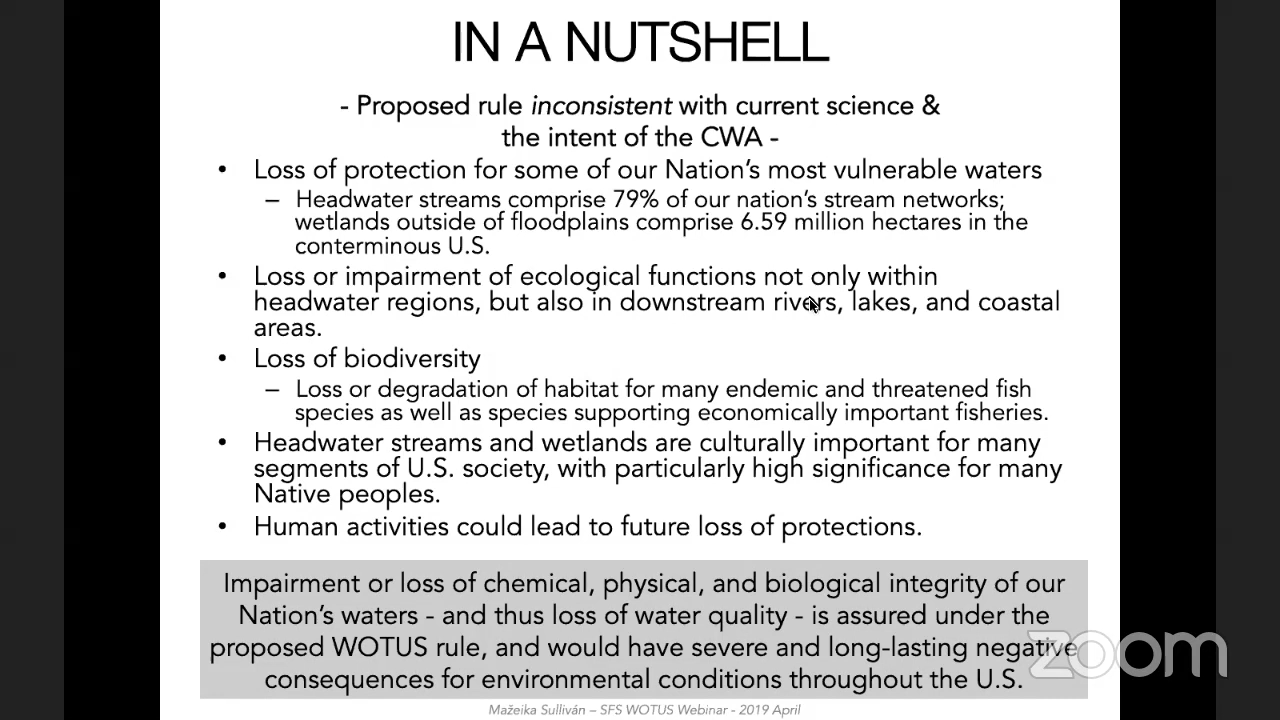 IN A NUTSHELL
- Proposed rule inconsistent with current science &
the intent of the CWA -
• Loss of protection for some of our Nation's most vulnerable waters
– Headwater streams comprise 79% of our nation's stream networks;
wetlands outside of floodplains comprise 6.59 million hectares in the
conterminous U.S.
• Loss or impairment of ecological functions not only within
headwater regions, but also in downstream rivers, lakes, and coastal
areas.
• Loss of biodiversity
– Loss or degradation of habitat for many endemic and threatened fish
species as well as species supporting economically important fisheries.
• Headwater streams and wetlands are culturally important for many
segments of U.S. society, with particularly high significance for many
Native peoples.
• Human activities could lead to future loss of protections.
Impairment or loss of chemical, physical, and biological integrity of our
Nation's waters - and thus loss of water quality - is assured under the
proposed WOTUS rule, and would have severe and long-lasting negative
consequences for environmental conditions throughout the U.S.
zoom
Mažeika Sulliván – SFS WOTUS Webinar - 2019 April